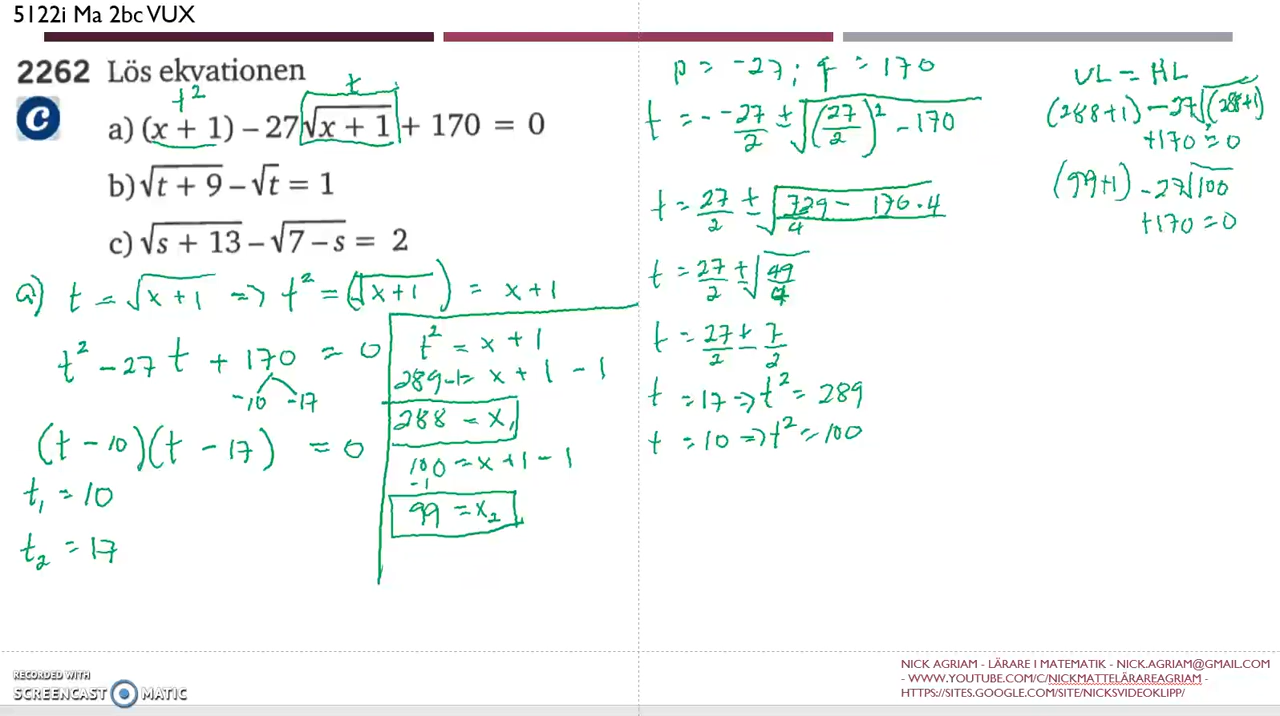 5122i Ma 2bc VUX
2262 Lös ekvationen
t² t
C
a) (x + 1) – 27√x + 1 + 170 = 0
b) √t + 9 – √t = 1
c) √s + 13 – √7 – s = 2
a) t = √x+1 => t² = (√x+1) = x+1
t² - 27t + 170 = 0
-10 -17
(t - 10)(t - 17) = 0
t₁ = 10
t₂ = 17
t² = x + 1
289-1= x + 1 - 1
288 = x₁
100 = x + 1 - 1
-1
99 = x₂
p = -27; q = 170
t = - -27/2 ± √(27/2)² - 170
t = 27/2 ± √729 - 170·4
4
t = 27/2 ± √49/4
t = 27/2 ± 7/2
t = 17 => t² = 289
t = 10 => t² = 100
VL = HL
(288+1) - 27√(288+1)
+170 = 0
(99+1) - 27√100
+170 = 0
RECORDED WITH
SCREENCAST MATIC
NICK AGRIAM - LÄRARE I MATEMATIK - NICK.AGRIAM@GMAIL.COM
- WWW.YOUTUBE.COM/C/NICKMATTELÄRAREAGRIAM -
HTTPS://SITES.GOOGLE.COM/SITE/NICKSVIDEOKLIPP/